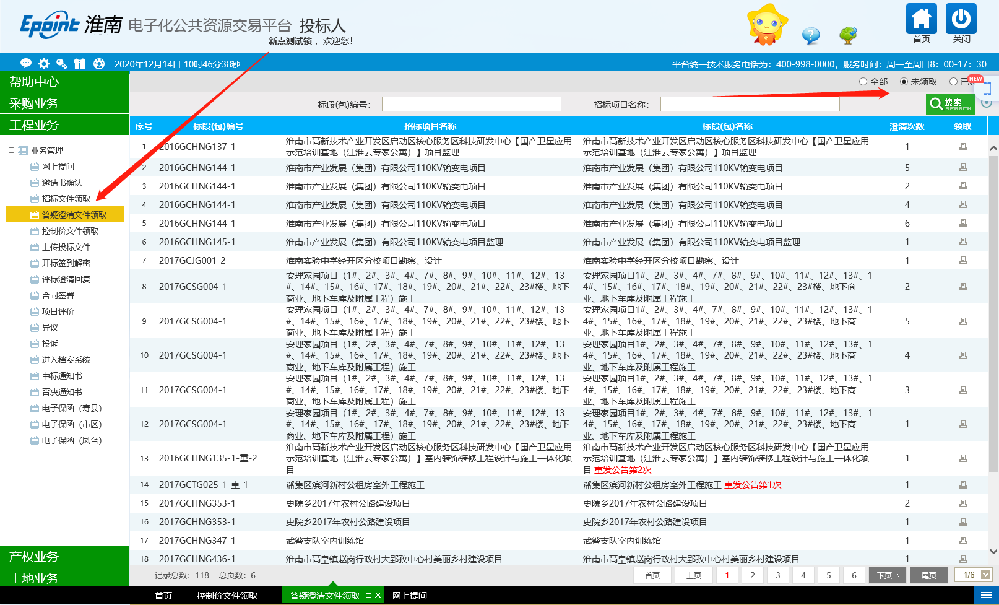 Epoint 淮南 电子化公共资源交易平台 投标人
新点测试锁 ，欢迎您!
首页 关闭
2020年12月14日 10时46分38秒
平台统一技术服务电话为：400-998-0000，服务时间：周一至周日8：00-17：30
帮助中心
采购业务
工程业务
业务管理
网上提问
邀请书确认
招标文件领取
答疑澄清文件领取
控制价文件领取
上传投标文件
开标签到解密
评标澄清回复
合同签署
项目评价
异议
投诉
进入档案系统
中标通知书
否决通知书
电子保函（寿县）
电子保函（市区）
电子保函（凤台）
产权业务
土地业务
全部 未领取 已
NEW
标段(包)编号： 招标项目名称： 搜索
SEARCH
序号 标段(包)编号 招标项目名称 标段(包)名称 澄清次数 领取
1 2016GCHNG137-1 淮南市高新技术产业开发区启动区核心服务区科技研发中心【国产卫星应用 淮南市高新技术产业开发区启动区核心服务区科技研发中心【国产卫星应用 1
示范培训基地（江淮云专家公寓）】项目监理 示范培训基地（江淮云专家公寓）】项目监理
2 2016GCHNG144-1 淮南市产业发展（集团）有限公司110KV输变电项目 淮南市产业发展（集团）有限公司110KV输变电项目 5
3 2016GCHNG144-1 淮南市产业发展（集团）有限公司110KV输变电项目 淮南市产业发展（集团）有限公司110KV输变电项目 2
4 2016GCHNG144-1 淮南市产业发展（集团）有限公司110KV输变电项目 淮南市产业发展（集团）有限公司110KV输变电项目 4
5 2016GCHNG144-1 淮南市产业发展（集团）有限公司110KV输变电项目 淮南市产业发展（集团）有限公司110KV输变电项目 6
6 2016GCHNG145-1 淮南市产业发展（集团）有限公司110KV输变电项目监理 淮南市产业发展（集团）有限公司110KV输变电项目监理 1
7 2017GCJG001-2 淮南实验中学经开区分校项目勘察、设计 淮南实验中学经开区分校项目勘察、设计 1
安理家园项目（1#、2#、3#、4#、7#、8#、9#、10#、11#、12#、13 安理家园项目1#、2#、3#、4#、7#、8#、9#、10#、11#、12#、13#、1
8 2017GCSG004-1 #、14#、15#、16#、17#、18#、19#、20#、21#、22#、23#楼、地下 4#、15#、16#、17#、18#、19#、20#、21#、22#、23#楼、地下商 2
商业、地下车库及附属工程）施工 业、地下车库及附属工程施工
安理家园项目（1#、2#、3#、4#、7#、8#、9#、10#、11#、12#、13 安理家园项目1#、2#、3#、4#、7#、8#、9#、10#、11#、12#、13#、1
9 2017GCSG004-1 #、14#、15#、16#、17#、18#、19#、20#、21#、22#、23#楼、地下 4#、15#、16#、17#、18#、19#、20#、21#、22#、23#楼、地下商 5
商业、地下车库及附属工程）施工 业、地下车库及附属工程施工
安理家园项目（1#、2#、3#、4#、7#、8#、9#、10#、11#、12#、13 安理家园项目1#、2#、3#、4#、7#、8#、9#、10#、11#、12#、13#、1
10 2017GCSG004-1 #、14#、15#、16#、17#、18#、19#、20#、21#、22#、23#楼、地下 4#、15#、16#、17#、18#、19#、20#、21#、22#、23#楼、地下商 4
商业、地下车库及附属工程）施工 业、地下车库及附属工程施工
安理家园项目（1#、2#、3#、4#、7#、8#、9#、10#、11#、12#、13 安理家园项目1#、2#、3#、4#、7#、8#、9#、10#、11#、12#、13#、1
11 2017GCSG004-1 #、14#、15#、16#、17#、18#、19#、20#、21#、22#、23#楼、地下 4#、15#、16#、17#、18#、19#、20#、21#、22#、23#楼、地下商 3
商业、地下车库及附属工程）施工 业、地下车库及附属工程施工
安理家园项目（1#、2#、3#、4#、7#、8#、9#、10#、11#、12#、13 安理家园项目1#、2#、3#、4#、7#、8#、9#、10#、11#、12#、13#、1
12 2017GCSG004-1 #、14#、15#、16#、17#、18#、19#、20#、21#、22#、23#楼、地下 4#、15#、16#、17#、18#、19#、20#、21#、22#、23#楼、地下商 1
商业、地下车库及附属工程）施工 业、地下车库及附属工程施工
淮南市高新技术产业开发区启动区核心服务区科技研发中心【国产卫星应用 淮南市高新技术产业开发区启动区核心服务区科技研发中心【国产卫星应用
13 2016GCHNG135-1-重-2 示范培训基地（江淮云专家公寓）】室内装饰装修工程设计与施工一体化项 示范培训基地（江淮云专家公寓）】室内装饰装修工程设计与施工一体化项 1
目 目 重发公告第2次
14 2017GCTG025-1-重-1 潘集区滨河新村公租房室外工程施工 潘集区滨河新村公租房室外工程施工 重发公告第1次 1
15 2017GCHNG353-1 史院乡2017年农村公路建设项目 史院乡2017年农村公路建设项目 2
16 2017GCHNG353-1 史院乡2017年农村公路建设项目 史院乡2017年农村公路建设项目 1
17 2017GCHNG347-1 武警支队室内训练馆 武警支队室内训练馆 1
18 2017GCHNG436-1 淮南市高皇镇赵岗行政村大郢孜中心村美丽乡村建设项目 淮南市高皇镇赵岗行政村大郢孜中心村美丽乡村建设项目 1
记录总数：118 总页数：6 首页 上页 1 2 3 4 5 6 下页 尾页 1/6
首页 控制价文件领取 答疑澄清文件领取 网上提问